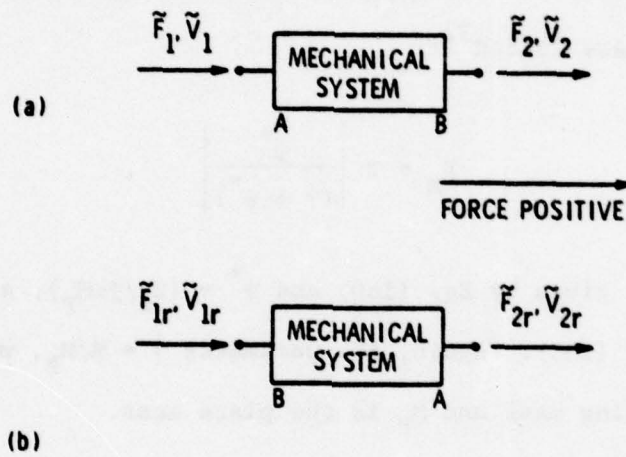 F̃₁, Ṽ₁
F̃₂, Ṽ₂
MECHANICAL
SYSTEM
(a)
A B
FORCE POSITIVE
F̃₁ᵣ, Ṽ₁ᵣ
F̃₂ᵣ, Ṽ₂ᵣ
MECHANICAL
SYSTEM
B A
(b)